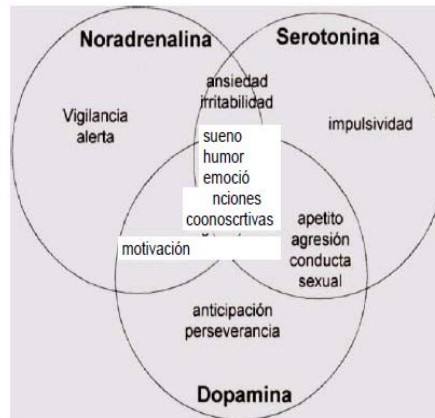 Noradrenalina
Serotonina
ansiedad
irritabilidad
Vigilancia
alerta
impulsividad
sueno
humor
emoció
nciones
coonoscrtivas
motivación
apetito
agresión
conducta
sexual
anticipación
perseverancia
Dopamina